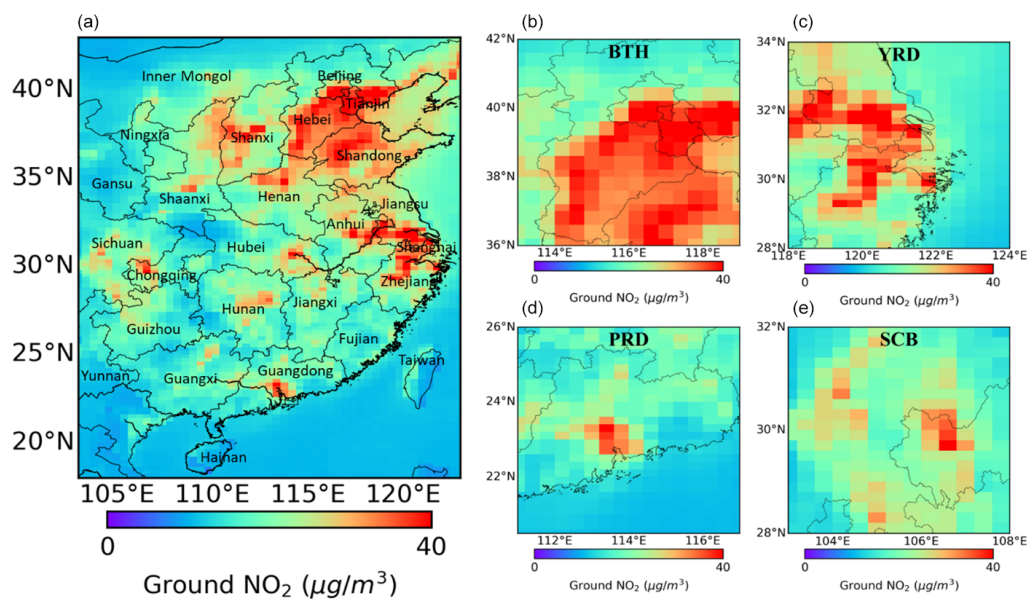 (a)
40°N
35°N
30°N
25°N
20°N
Inner Mongol
Beijing
Tianjin
Hebei
Ningxia
Shanxi
Shandong
Gansu
Shaanxi
Henan
Jiangsu
Anhui
Sichuan
Hubei
Shanghai
Chongqing
Zhejiang
Hunan
Jiangxi
Guizhou
Fujian
Taiwan
Yunnan
Guangxi
Guangdong
Hainan
105°E 110°E 115°E 120°E
0 40
Ground NO₂ (μg/m³)
(b)
BTH
42°N
40°N
38°N
36°N
114°E 116°E 118°E
0 40
Ground NO₂ (μg/m³)
(c)
YRD
34°N
32°N
30°N
28°N
118°E 120°E 122°E 124°E
0 40
Ground NO₂ (μg/m³)
(d)
PRD
26°N
24°N
22°N
112°E 114°E 116°E
0 40
Ground NO₂ (μg/m³)
(e)
SCB
32°N
30°N
28°N
104°E 106°E 108°E
0 40
Ground NO₂ (μg/m³)